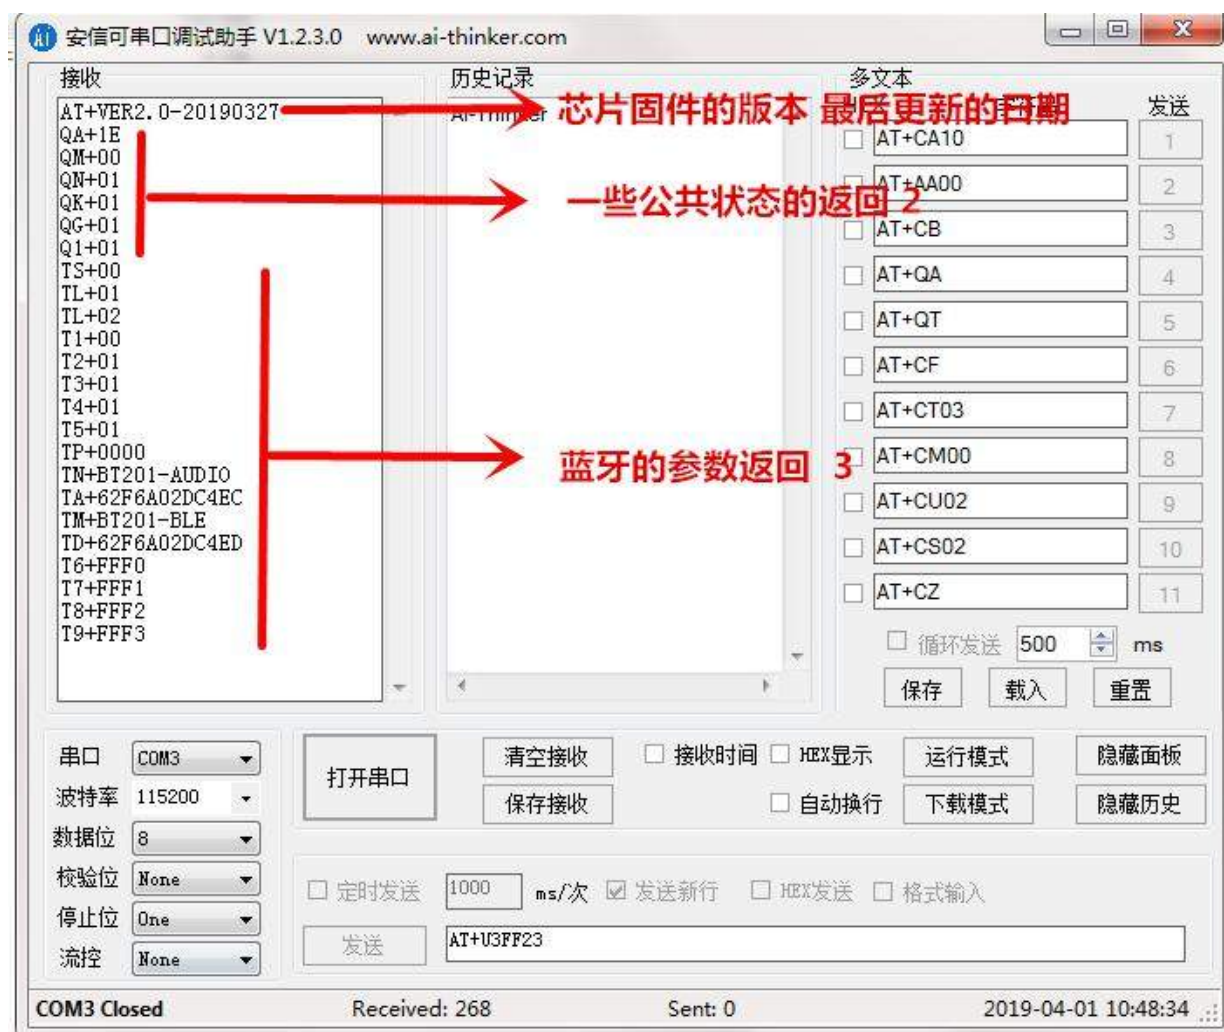 安信可串口调试助手 V1.2.3.0 www.ai-thinker.com
接收
AT+VER2.0-20190327
QA+1E
QM+00
QN+01
QK+01
QG+01
Q1+01
TS+00
TL+01
TL+02
T1+00
T2+01
T3+01
T4+01
T5+01
TP+0000
TN+BT201-AUDIO
TA+62F6A02DC4EC
TM+BT201-BLE
TD+62F6A02DC4ED
T6+FFF0
T7+FFF1
T8+FFF2
T9+FFF3
历史记录
Ai-Thinker
芯片固件的版本 最后更新的日期
一些公共状态的返回 2
蓝牙的参数返回 3
多文本
发送
AT+CA10 1
AT+AA00 2
AT+CB 3
AT+QA 4
AT+QT 5
AT+CF 6
AT+CT03 7
AT+CM00 8
AT+CU02 9
AT+CS02 10
AT+CZ 11
循环发送 500 ms
保存 载入 重置
串口 COM3
波特率 115200
数据位 8
校验位 None
停止位 One
流控 None
打开串口
清空接收 接收时间 HEX显示 运行模式 隐藏面板
保存接收 自动换行 下载模式 隐藏历史
定时发送 1000 ms/次 发送新行 HEX发送 格式输入
发送 AT+U3FF23
COM3 Closed Received: 268 Sent: 0 2019-04-01 10:48:34